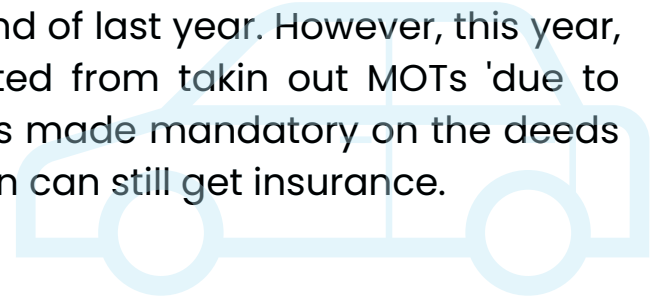 nd of last year. However, this year,
ted from takin out MOTs 'due to
s made mandatory on the deeds
n can still get insurance.